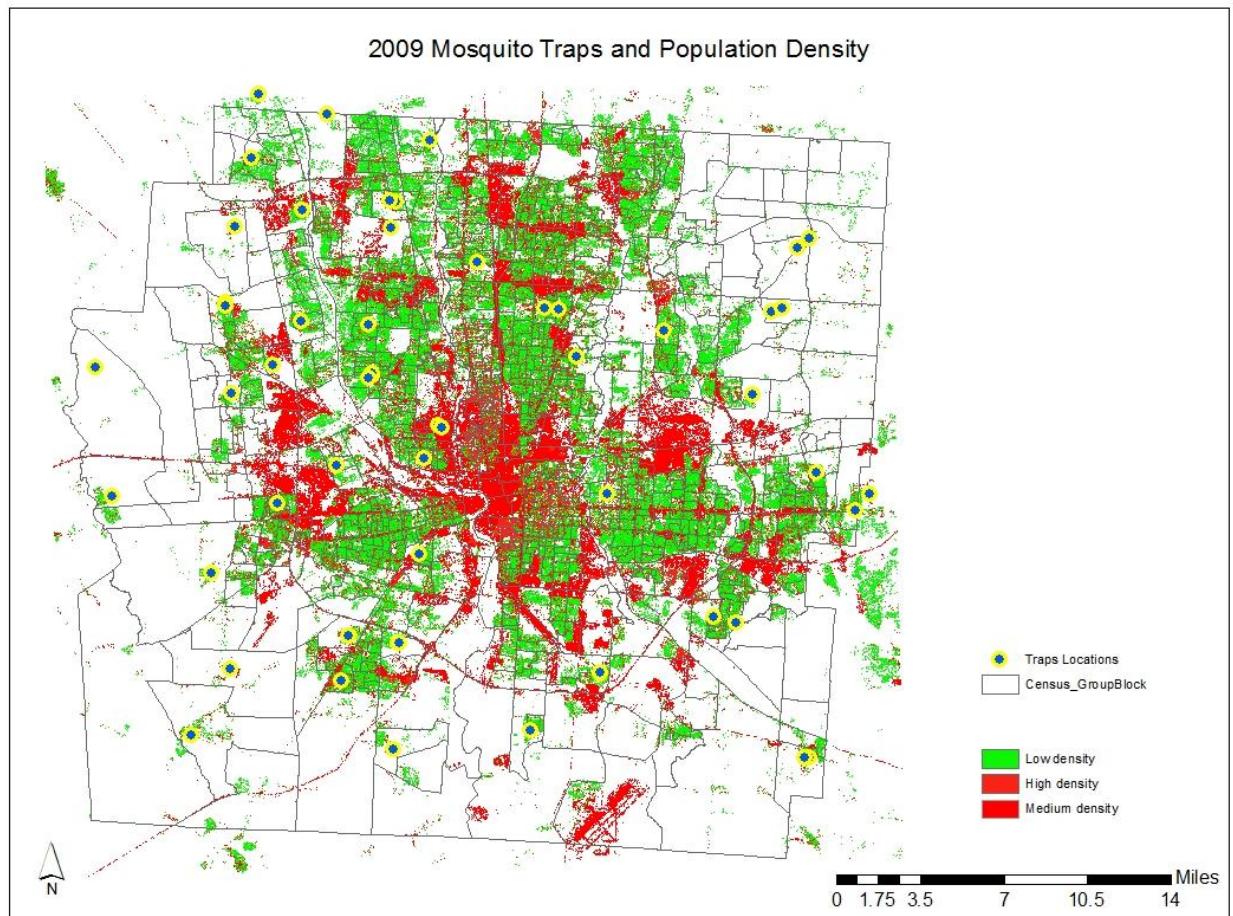 2009 Mosquito Traps and Population Density
Traps Locations
Census_GroupBlock
Low density
High density
Medium density
N
Miles
0 1.75 3.5 7 10.5 14